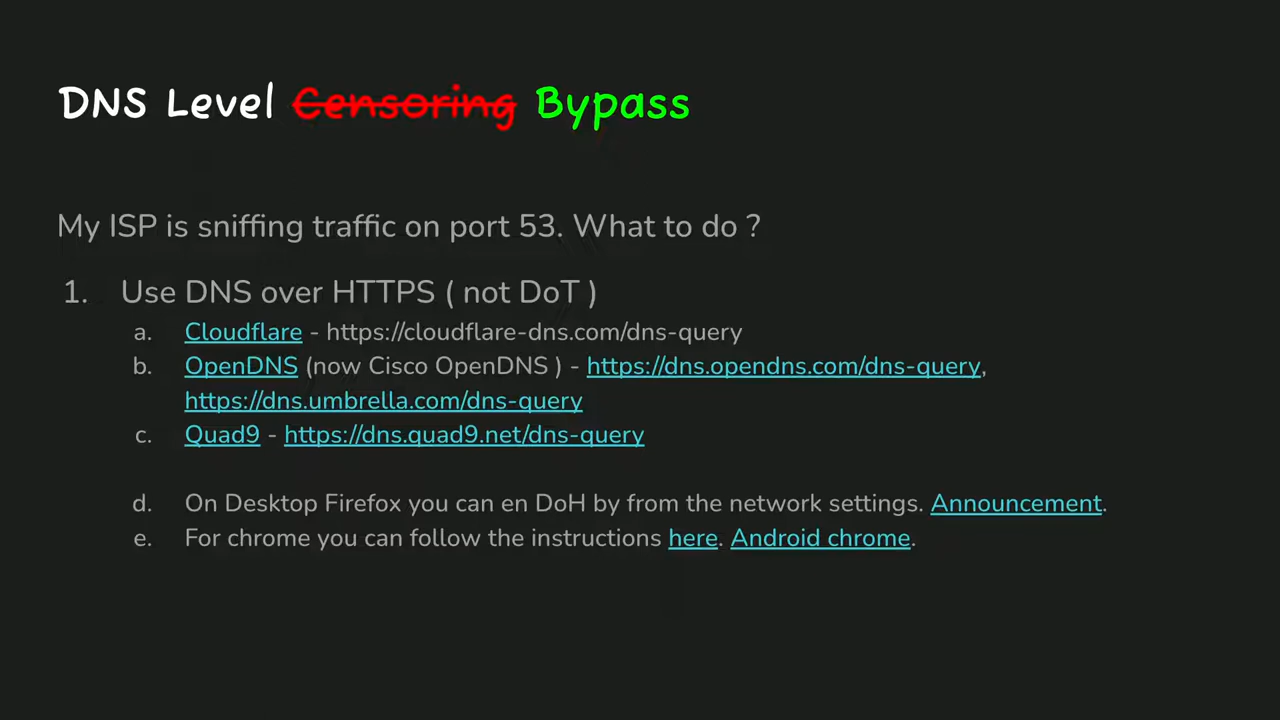 DNS Level Censoring Bypass
My ISP is sniffing traffic on port 53. What to do ?
1. Use DNS over HTTPS ( not DoT )
a. Cloudflare - https://cloudflare-dns.com/dns-query
b. OpenDNS (now Cisco OpenDNS ) - https://dns.opendns.com/dns-query,
https://dns.umbrella.com/dns-query
c. Quad9 - https://dns.quad9.net/dns-query
d. On Desktop Firefox you can en DoH by from the network settings. Announcement.
e. For chrome you can follow the instructions here. Android chrome.